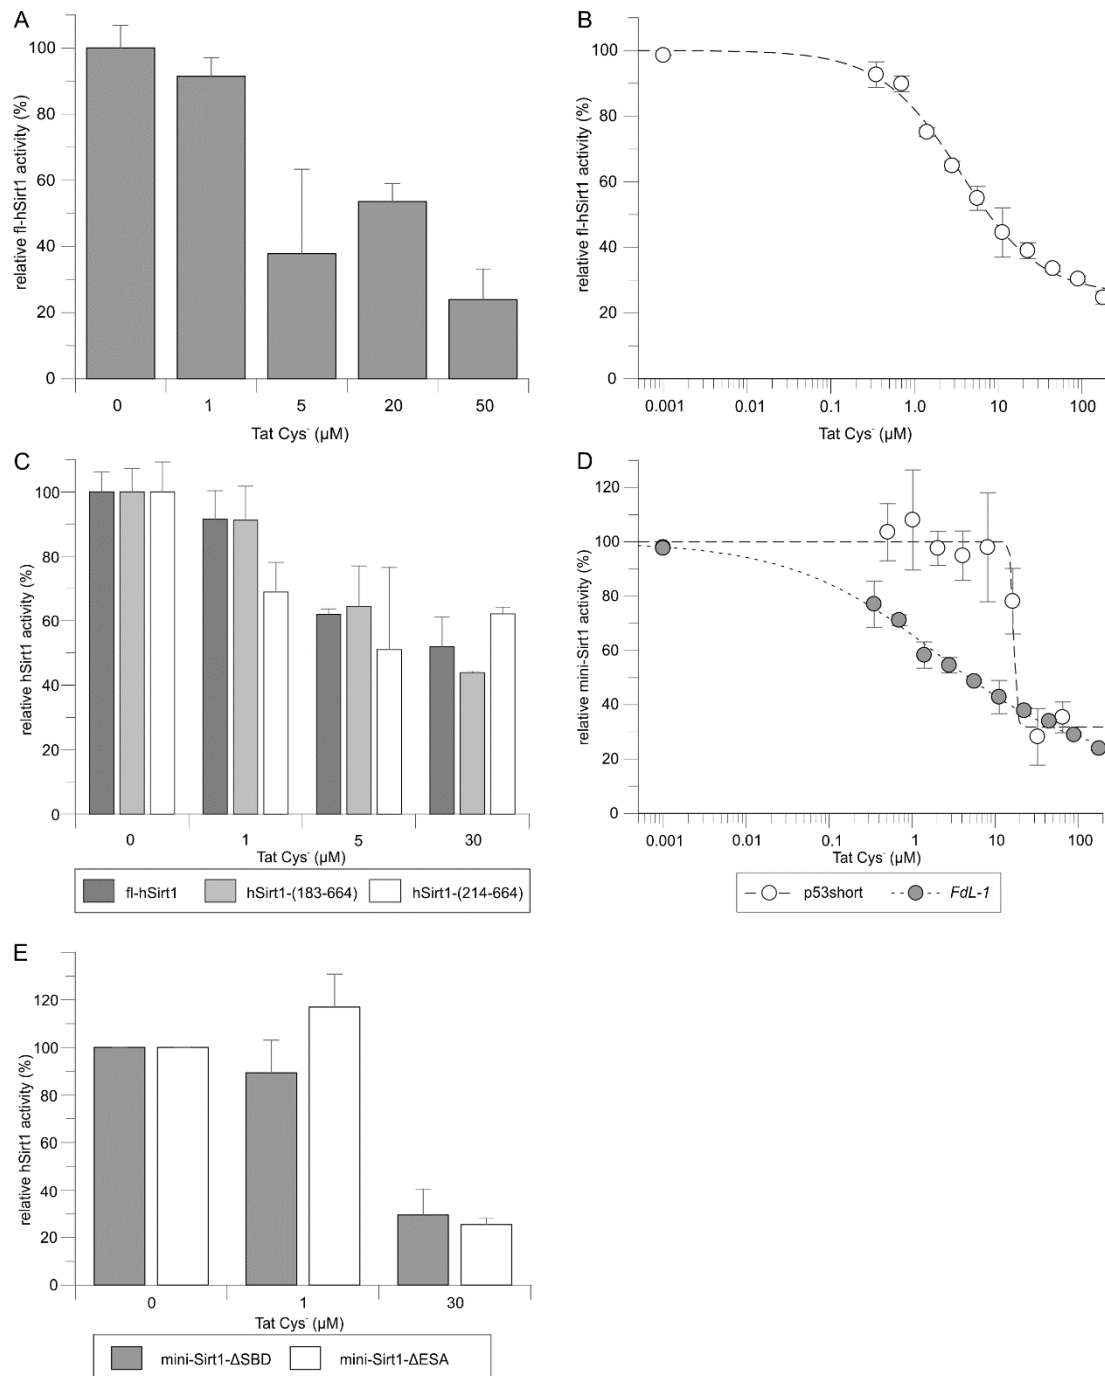 A
relative fl-hSirt1 activity (%)
100
80
60
40
20
0
0 1 5 20 50
Tat Cys⁻ (µM)
B
relative fl-hSirt1 activity (%)
100
80
60
40
20
0
0.001 0.01 0.1 1.0 10 100
Tat Cys⁻ (µM)
C
relative hSirt1 activity (%)
100
80
60
40
20
0
0 1 5 30
Tat Cys⁻ (µM)
fl-hSirt1 hSirt1-(183-664) hSirt1-(214-664)
D
relative mini-Sirt1 activity (%)
120
100
80
60
40
20
0
0.001 0.01 0.1 1 10 100
Tat Cys⁻ (µM)
p53short FdL-1
E
relative hSirt1 activity (%)
120
100
80
60
40
20
0
0 1 30
Tat Cys⁻ (µM)
mini-Sirt1-ΔSBD mini-Sirt1-ΔESA